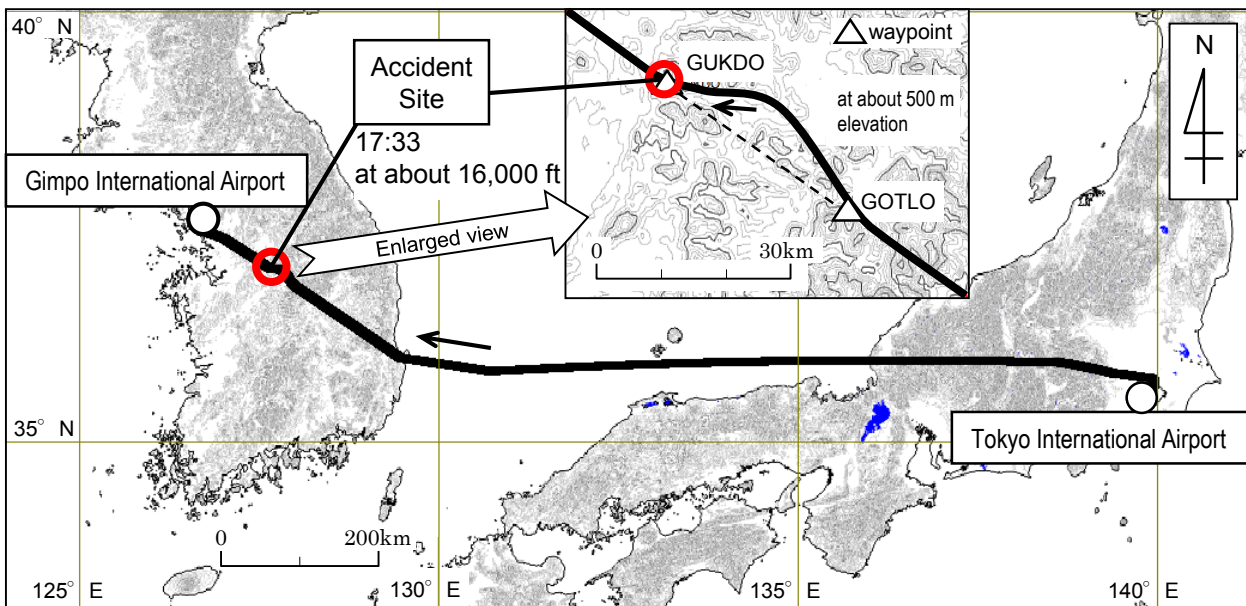 40° N
Accident
Site
17:33
at about 16,000 ft
Gimpo International Airport
Enlarged view
GUKDO
waypoint
at about 500 m
elevation
GOTLO
0 30km
N
35° N
Tokyo International Airport
0 200km
125° E
130° E
135° E
140° E